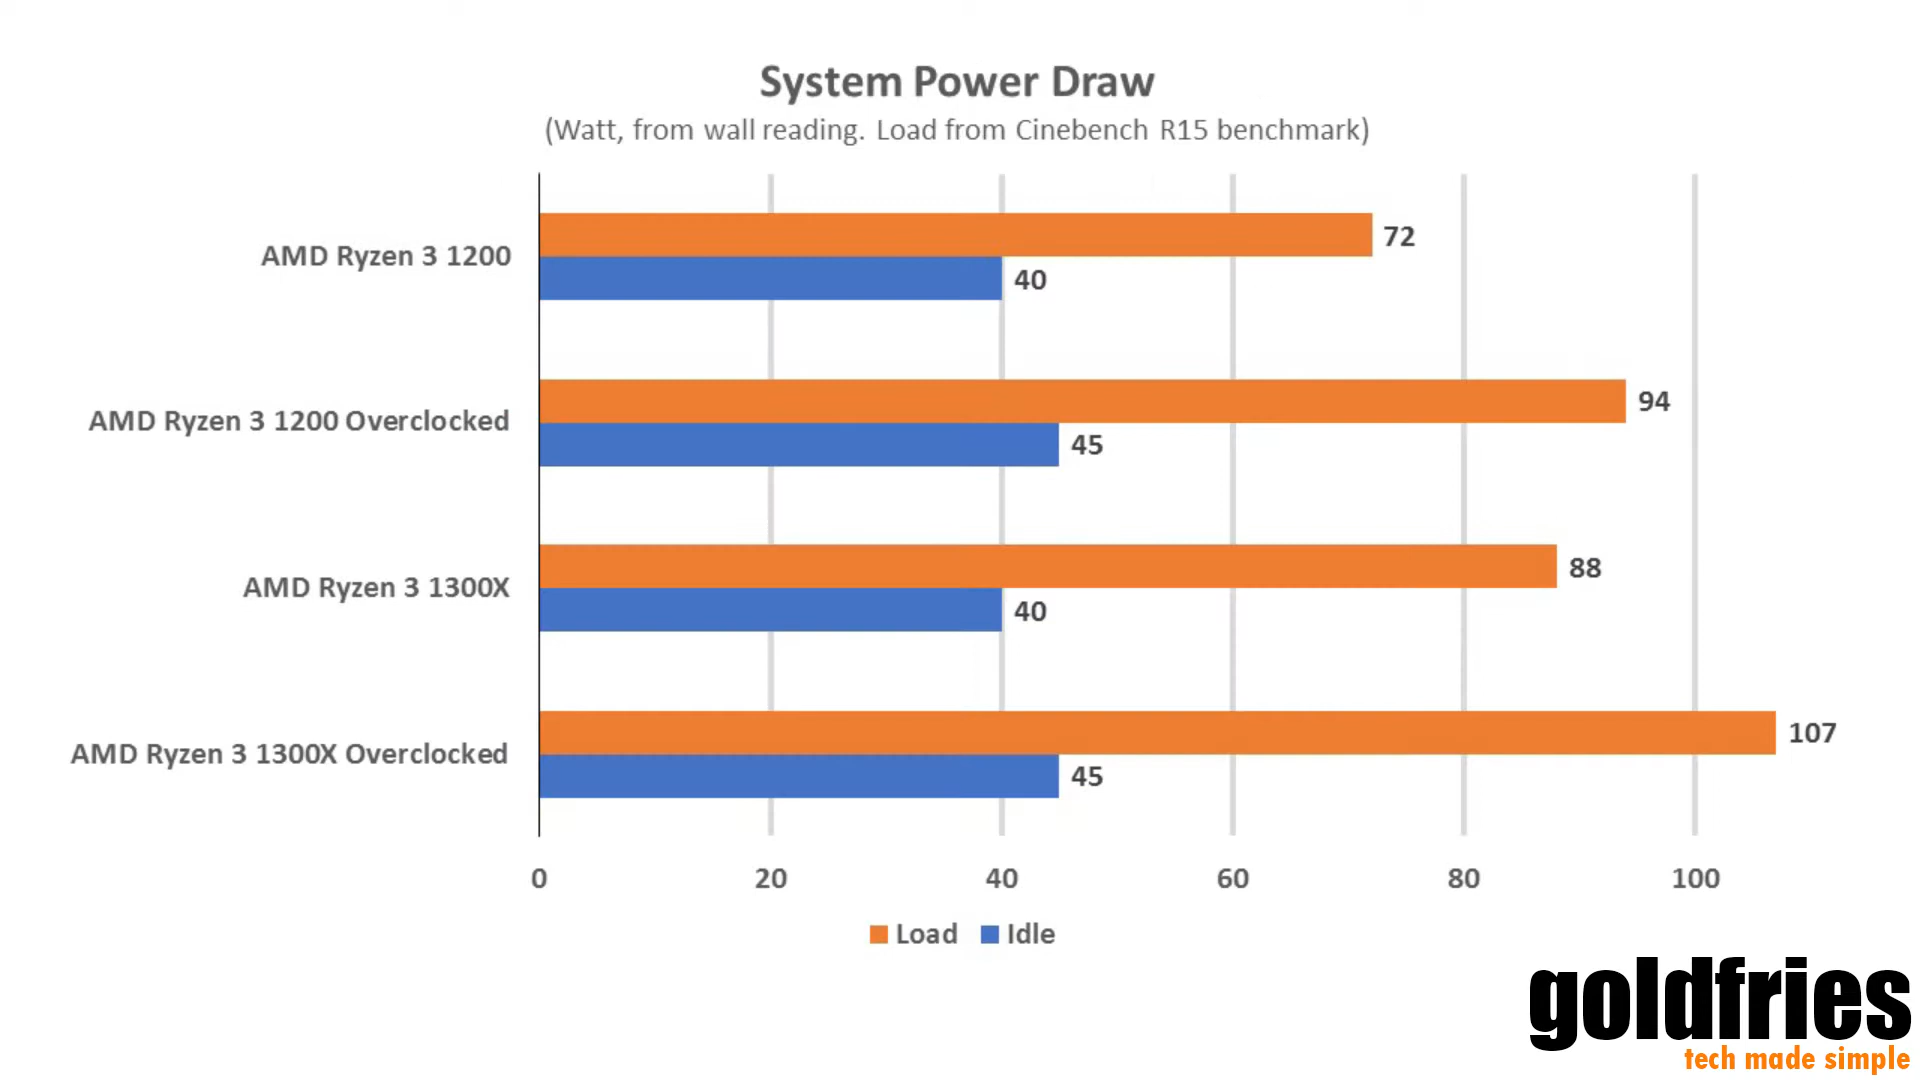 System Power Draw
(Watt, from wall reading. Load from Cinebench R15 benchmark)
AMD Ryzen 3 1200
72
40
AMD Ryzen 3 1200 Overclocked
94
45
AMD Ryzen 3 1300X
88
40
AMD Ryzen 3 1300X Overclocked
107
45
0 20 40 60 80 100
Load Idle
goldfries
tech made simple